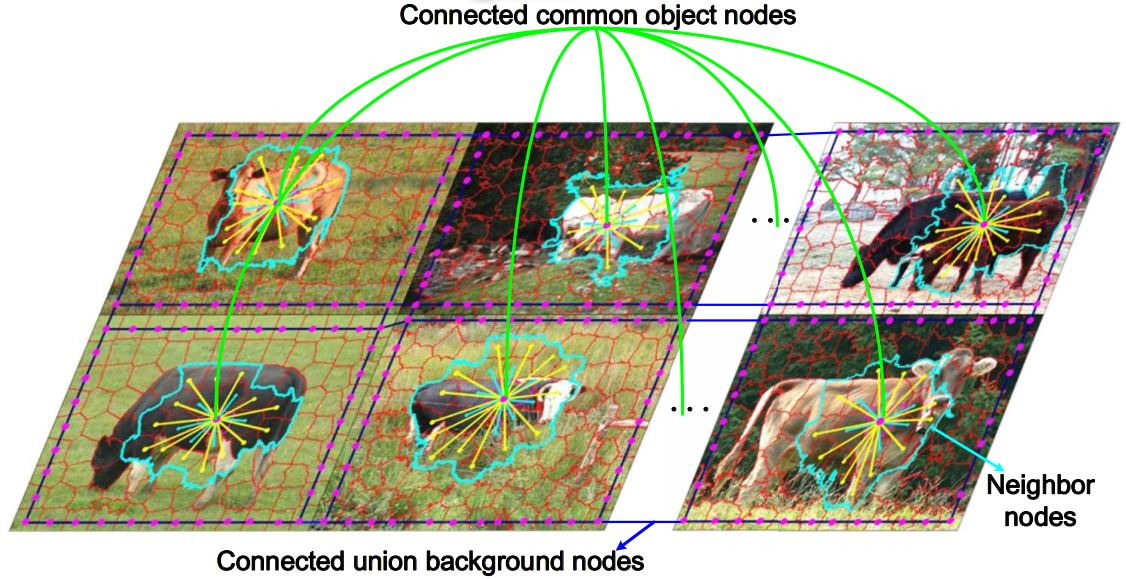 Connected common object nodes
...
...
Neighbor
nodes
Connected union background nodes